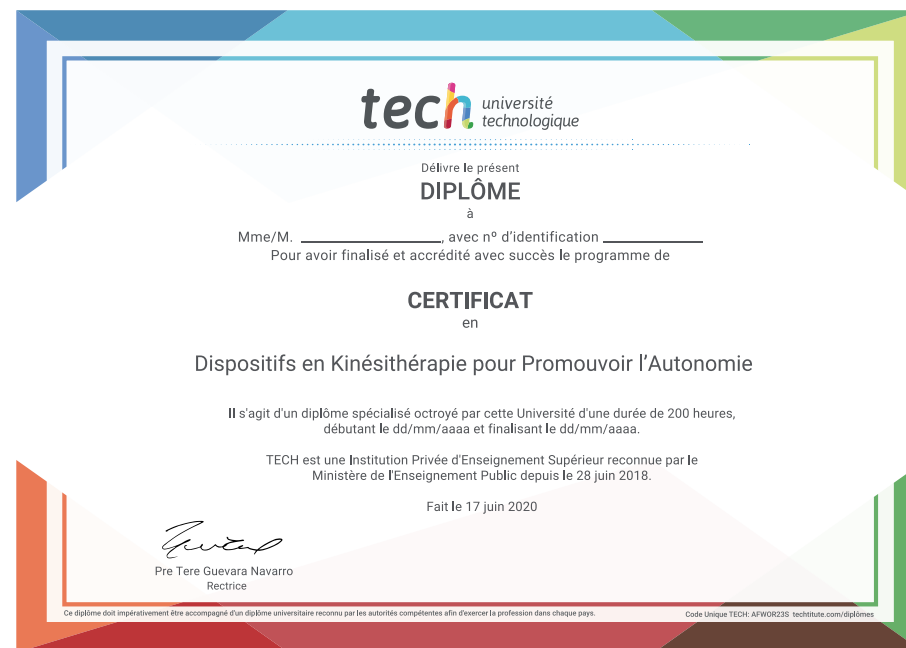 tech université
technologique
Délivre le présent
DIPLÔME
à
Mme/M. ____________________, avec nº d'identification ______________
Pour avoir finalisé et accrédité avec succès le programme de
CERTIFICAT
en
Dispositifs en Kinésithérapie pour Promouvoir l'Autonomie
Il s'agit d'un diplôme spécialisé octroyé par cette Université d'une durée de 200 heures,
débutant le dd/mm/aaaa et finalisant le dd/mm/aaaa.
TECH est une Institution Privée d'Enseignement Supérieur reconnue par le
Ministère de l'Enseignement Public depuis le 28 juin 2018.
Fait le 17 juin 2020
Pre Tere Guevara Navarro
Rectrice
Ce diplôme doit impérativement être accompagné d'un diplôme universitaire reconnu par les autorités compétentes afin d'exercer la profession dans chaque pays.
Code Unique TECH: AFWOR23S techtitute.com/diplômes